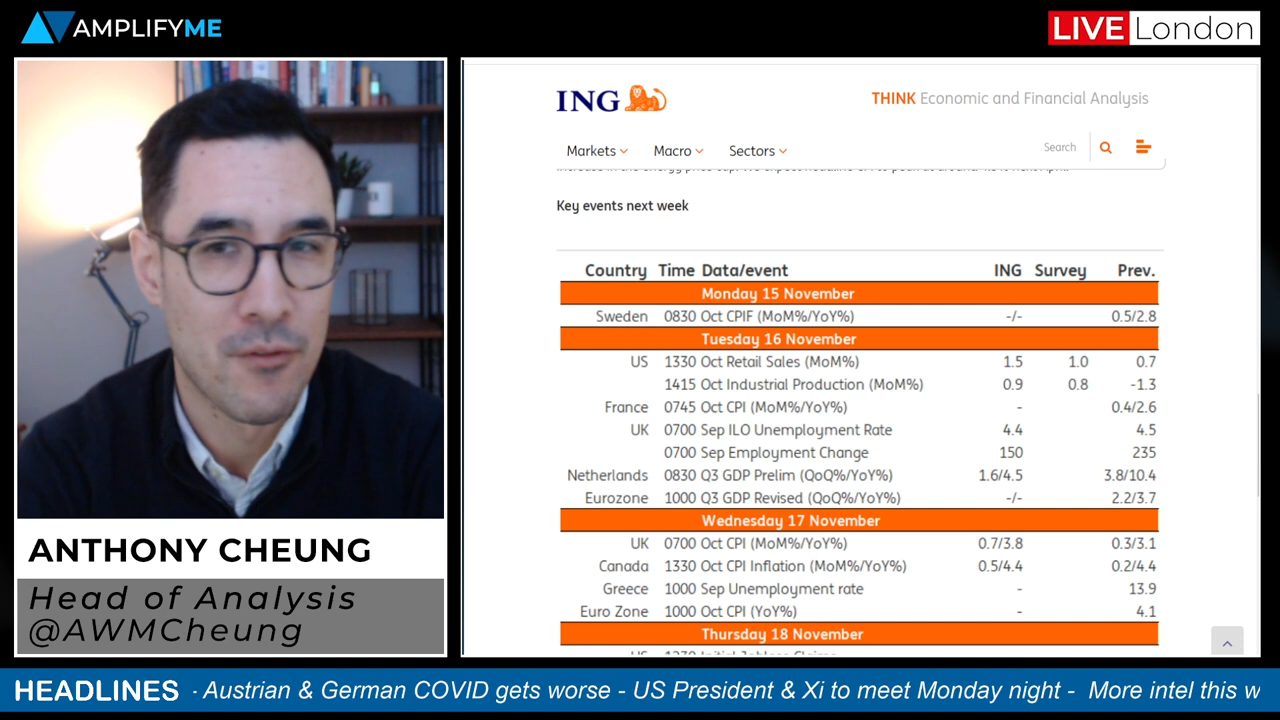 AMPLIFYME
LIVE London
ANTHONY CHEUNG
Head of Analysis
@AWMCheung
ING
THINK Economic and Financial Analysis
Markets Macro Sectors Search
Key events next week
Country Time Data/event ING Survey Prev.
Monday 15 November
Sweden 0830 Oct CPIF (MoM%/YoY%) -/- 0.5/2.8
Tuesday 16 November
US 1330 Oct Retail Sales (MoM%) 1.5 1.0 0.7
1415 Oct Industrial Production (MoM%) 0.9 0.8 -1.3
France 0745 Oct CPI (MoM%/YoY%) - 0.4/2.6
UK 0700 Sep ILO Unemployment Rate 4.4 4.5
0700 Sep Employment Change 150 235
Netherlands 0830 Q3 GDP Prelim (QoQ%/YoY%) 1.6/4.5 3.8/10.4
Eurozone 1000 Q3 GDP Revised (QoQ%/YoY%) -/- 2.2/3.7
Wednesday 17 November
UK 0700 Oct CPI (MoM%/YoY%) 0.7/3.8 0.3/3.1
Canada 1330 Oct CPI Inflation (MoM%/YoY%) 0.5/4.4 0.2/4.4
Greece 1000 Sep Unemployment rate - 13.9
Euro Zone 1000 Oct CPI (YoY%) - 4.1
Thursday 18 November
HEADLINES - Austrian & German COVID gets worse - US President & Xi to meet Monday night - More intel this w